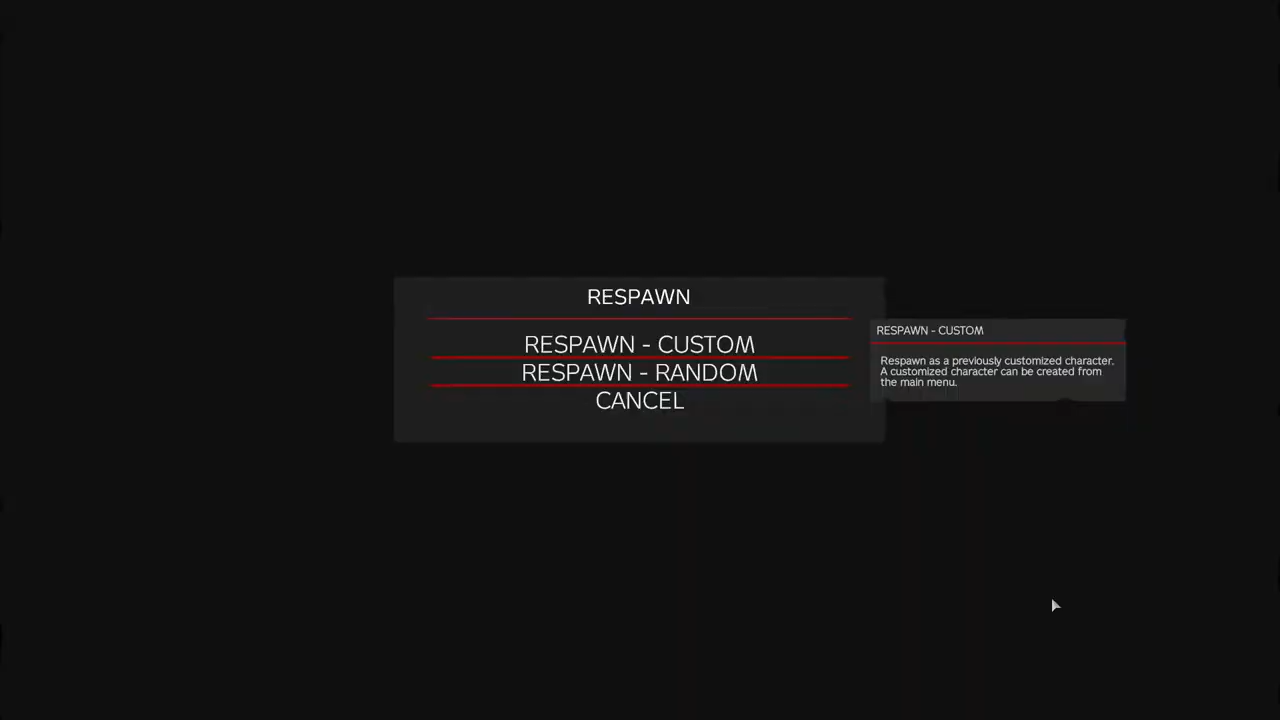 RESPAWN
RESPAWN - CUSTOM
RESPAWN - RANDOM
CANCEL
RESPAWN - CUSTOM
Respawn as a previously customized character.
A customized character can be created from
the main menu.